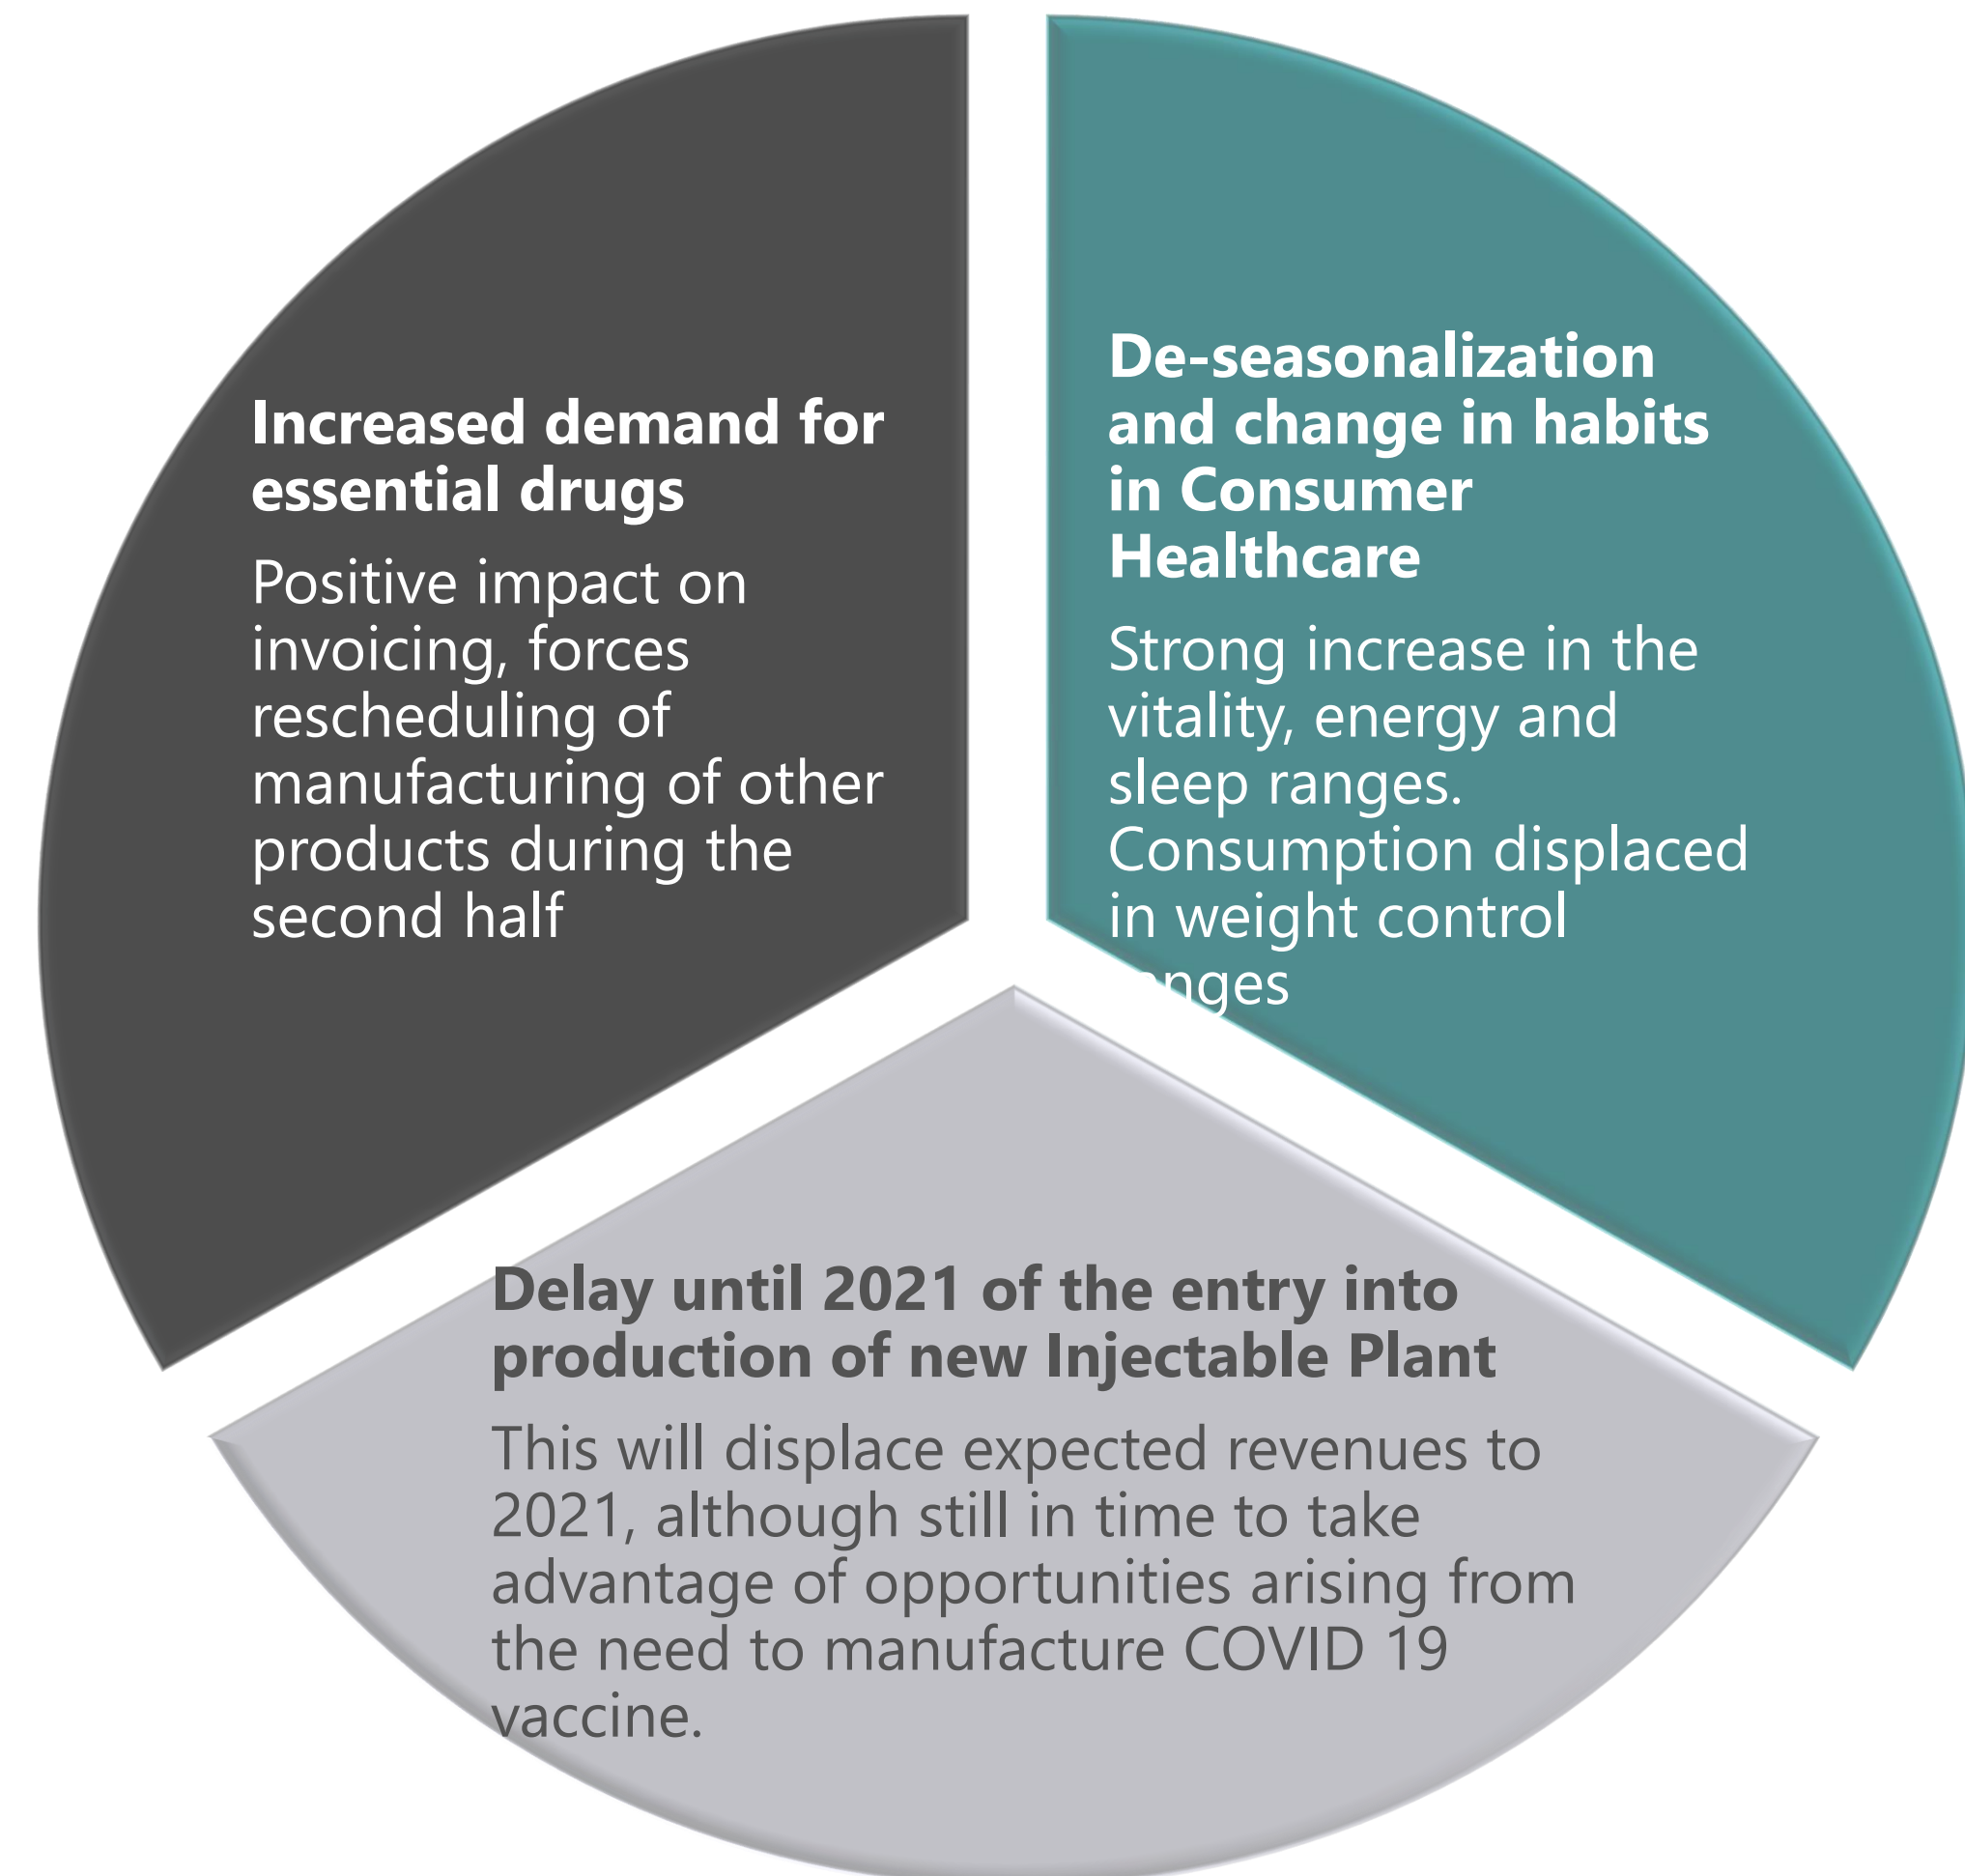 Increased demand for
essential drugs
Positive impact on
invoicing, forces
rescheduling of
manufacturing of other
products during the
second half
De-seasonalization
and change in habits
in Consumer
Healthcare
Strong increase in the
vitality, energy and
sleep ranges.
Consumption displaced
in weight control
ranges
Delay until 2021 of the entry into
production of new Injectable Plant
This will displace expected revenues to
2021, although still in time to take
advantage of opportunities arising from
the need to manufacture COVID 19
vaccine.